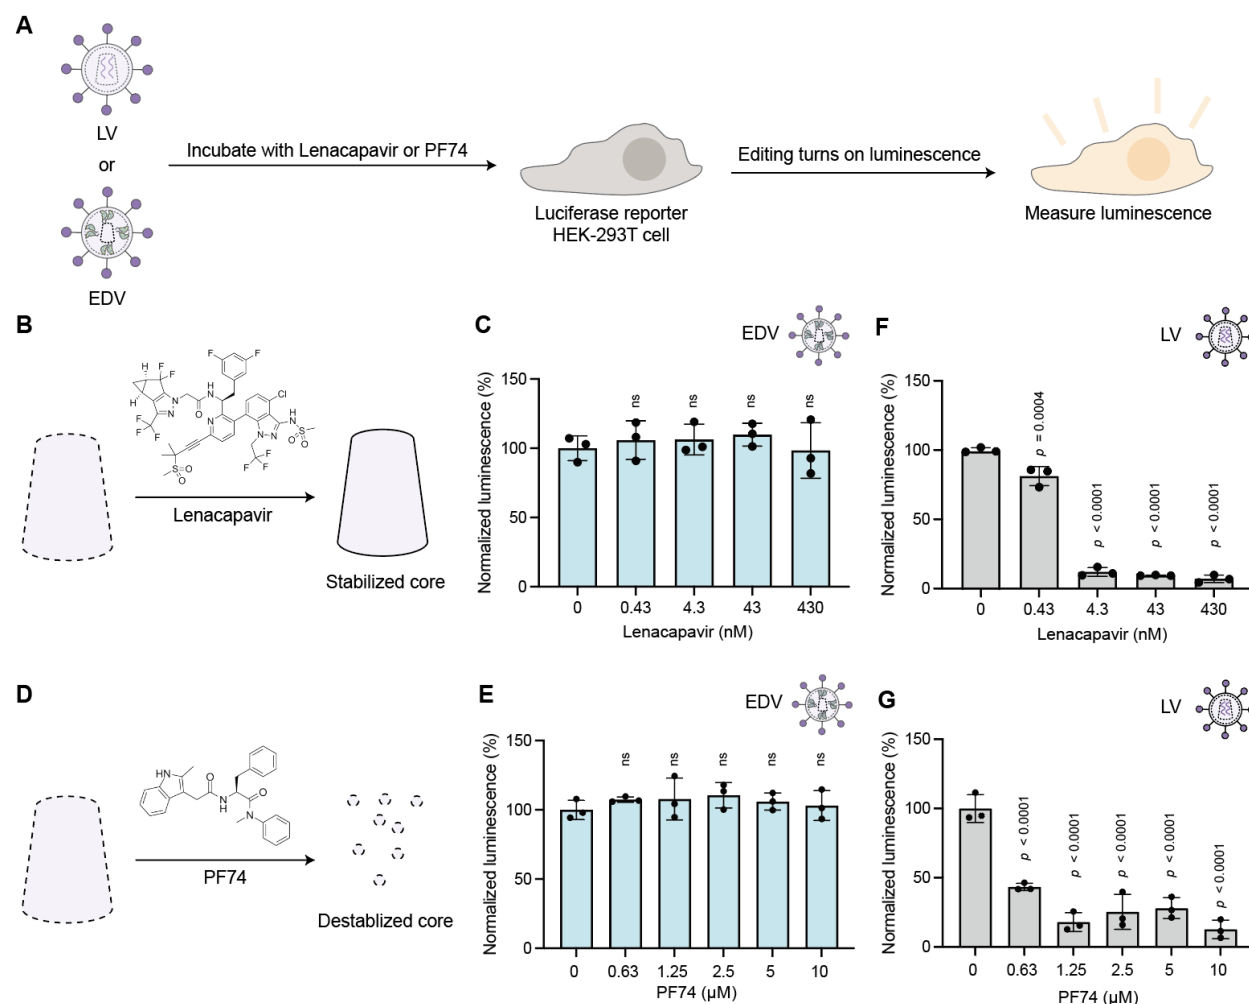 A
LV
or
EDV
Incubate with Lenacapavir or PF74
Luciferase reporter
HEK-293T cell
Editing turns on luminescence
Measure luminescence
B
H
F
F
F
F
H
N
O
HN
N
N
F
F
F
N
Cl
HN
S
O
O
N
N
F
F
F
O
S
O
Lenacapavir
Stabilized core
C
EDV
Normalized luminescence (%)
150
100
50
0
ns
ns
ns
ns
0
0.43
4.3
43
430
Lenacapavir (nM)
F
LV
Normalized luminescence (%)
150
100
50
0
p = 0.0004
p < 0.0001
p < 0.0001
p < 0.0001
0
0.43
4.3
43
430
Lenacapavir (nM)
D
HN
O
N
H
O
N
PF74
Destablized core
E
EDV
Normalized luminescence (%)
150
100
50
0
ns
ns
ns
ns
ns
0
0.63
1.25
2.5
5
10
PF74 (µM)
G
LV
Normalized luminescence (%)
150
100
50
0
p < 0.0001
p < 0.0001
p < 0.0001
p < 0.0001
p < 0.0001
0
0.63
1.25
2.5
5
10
PF74 (µM)